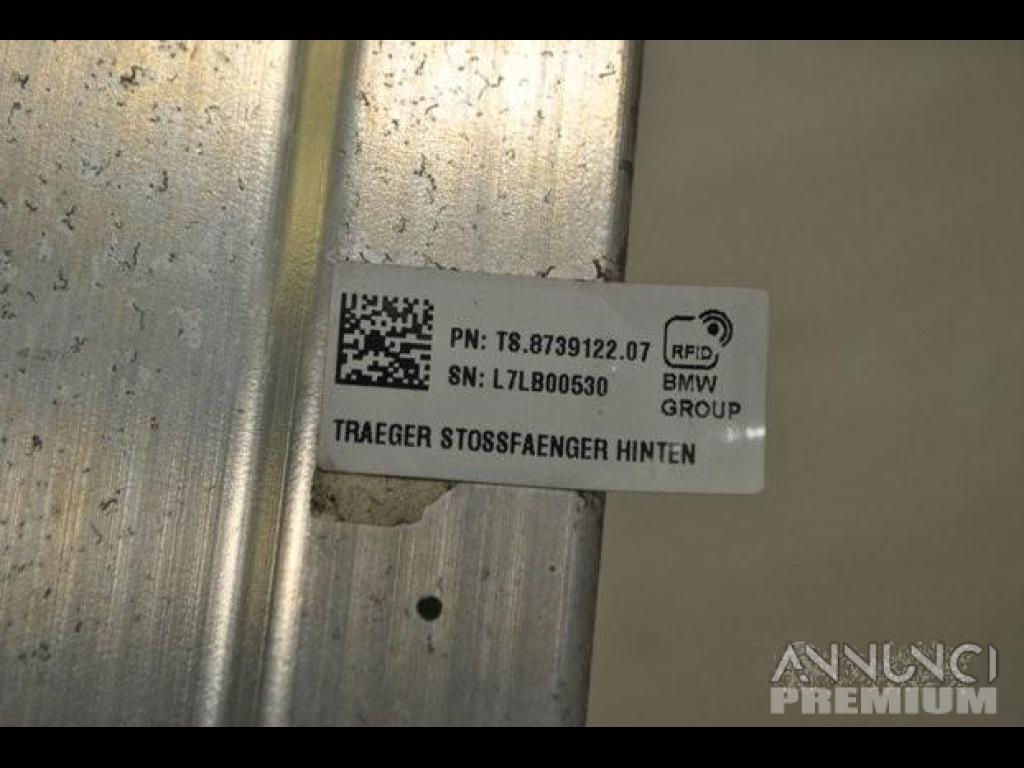 PN: TS.8739122.07
SN: L7LB00530
RFID
BMW
GROUP
TRAEGER STOSSFAENGER HINTEN
ANNUNCI
PREMIUM